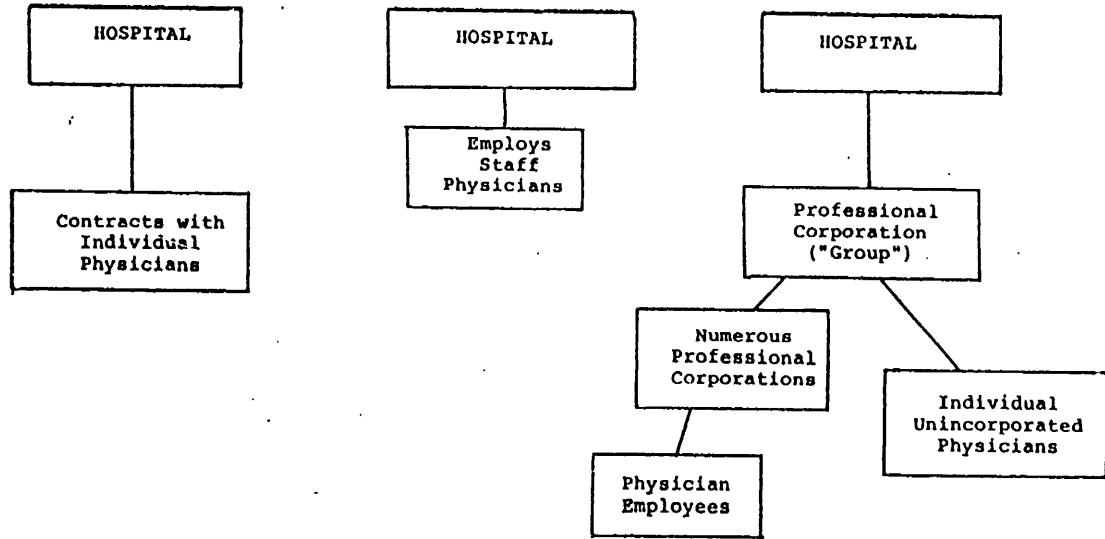 HOSPITAL
Contracts with
Individual
Physicians
HOSPITAL
Employs
Staff
Physicians
HOSPITAL
Professional
Corporation
("Group")
Numerous
Professional
Corporations
Physician
Employees
Individual
Unincorporated
Physicians